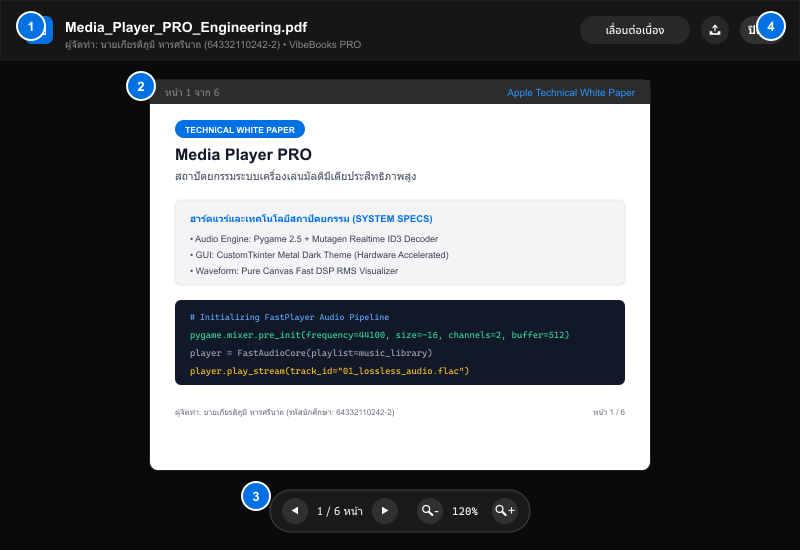 1
Media_Player_PRO_Engineering.pdf
ผู้จัดทำ: นายเกียรติภูมิ หารศรีนาถ (64332110242-2) • VibeBooks PRO
เลื่อนต่อเนื่อง
4
2
หน้า 1 จาก 6
Apple Technical White Paper
TECHNICAL WHITE PAPER
Media Player PRO
สถาปัตยกรรมระบบเครื่องเล่นมัลติมีเดียประสิทธิภาพสูง
ฮาร์ดแวร์และเทคโนโลยีสถาปัตยกรรม (SYSTEM SPECS)
• Audio Engine: Pygame 2.5 + Mutagen Realtime ID3 Decoder
• GUI: CustomTkinter Metal Dark Theme (Hardware Accelerated)
• Waveform: Pure Canvas Fast DSP RMS Visualizer
# Initializing FastPlayer Audio Pipeline
pygame.mixer.pre_init(frequency=44100, size=-16, channels=2, buffer=512)
player = FastAudioCore(playlist=music_library)
player.play_stream(track_id="01_lossless_audio.flac")
ผู้จัดทำ: นายเกียรติภูมิ หารศรีนาถ (รหัสนักศึกษา: 64332110242-2)
หน้า 1 / 6
3
◀ 1 / 6 หน้า ▶ 🔍- 120% 🔍+